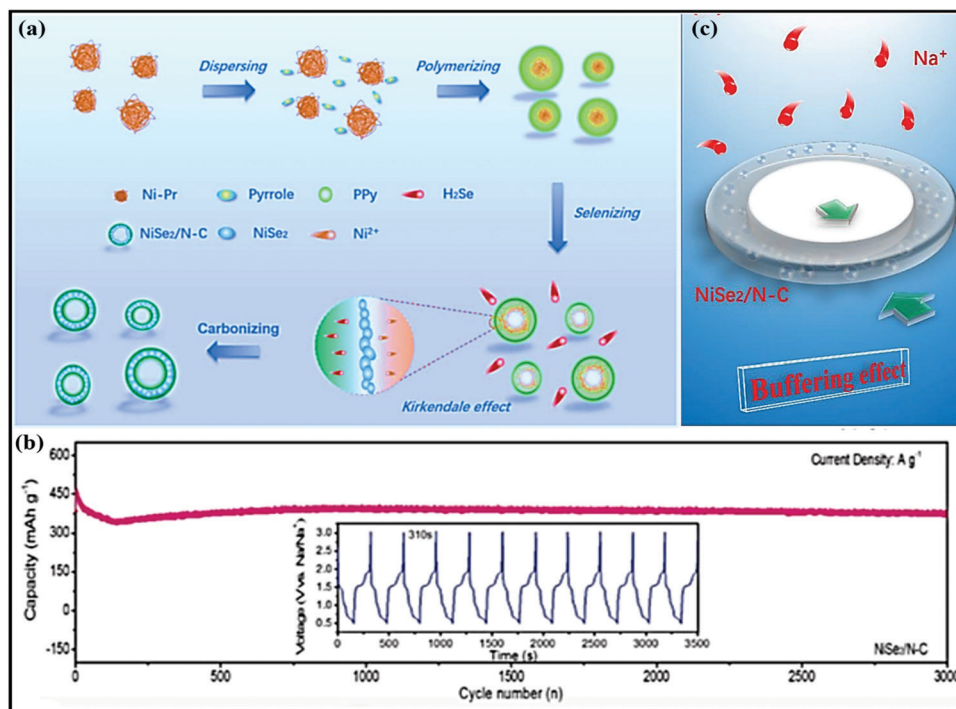 (a)
Dispersing
Polymerizing
Ni-Pr
Pyrrole
PPy
H₂Se
NiSe₂/N-C
NiSe₂
Ni²⁺
Selenizing
Carbonizing
Kirkendale effect
(c)
Na⁺
NiSe₂/N-C
Buffering effect
(b)
Capacity (mAh g⁻¹)
600
450
300
150
0
-150
Current Density: A g⁻¹
Voltage (V vs. Na/Na⁺)
3.0
2.5
2.0
1.5
1.0
0.5
310s
0 500 1000 1500 2000 2500 3000 3500
Time (s)
NiSe₂/N-C
0 500 1000 1500 2000 2500 3000
Cycle number (n)